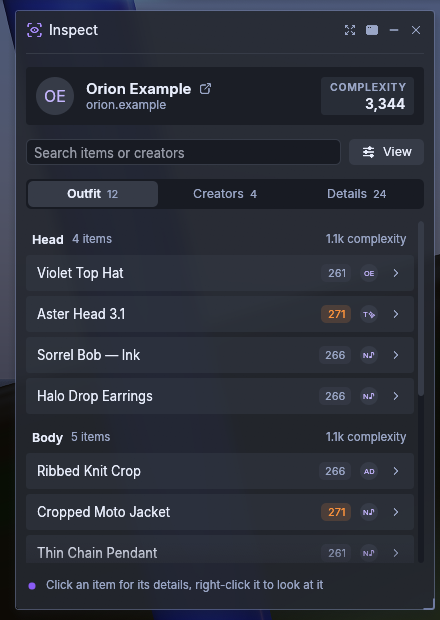 Inspect
OE
Orion Example
orion.example
COMPLEXITY
3,344
Search items or creators
View
Outfit 12
Creators 4
Details 24
Head 4 items 1.1k complexity
Violet Top Hat 261 OE
Aster Head 3.1 271
Sorrel Bob — Ink 266
Halo Drop Earrings 266
Body 5 items 1.1k complexity
Ribbed Knit Crop 266 AD
Cropped Moto Jacket 271
Thin Chain Pendant 261
Click an item for its details, right-click it to look at it